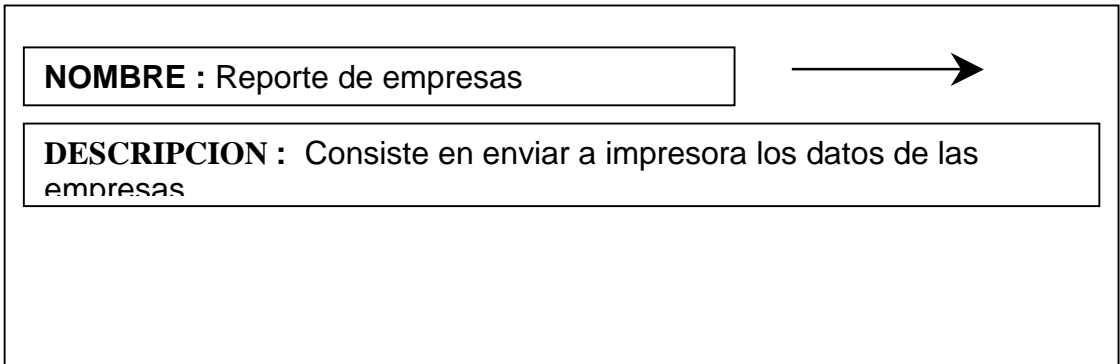 NOMBRE : Reporte de empresas
DESCRIPCION : Consiste en enviar a impresora los datos de las
empresas